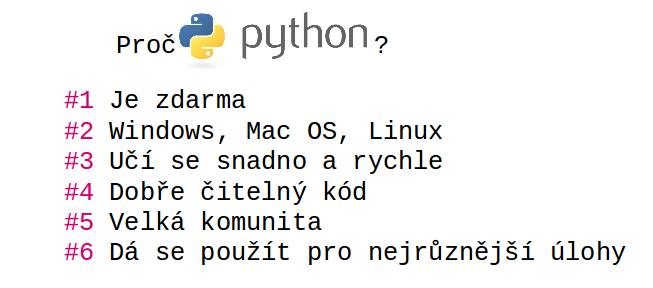 Proč python ?
#1 Je zdarma
#2 Windows, Mac OS, Linux
#3 Učí se snadno a rychle
#4 Dobře čitelný kód
#5 Velká komunita
#6 Dá se použít pro nejrůznější úlohy